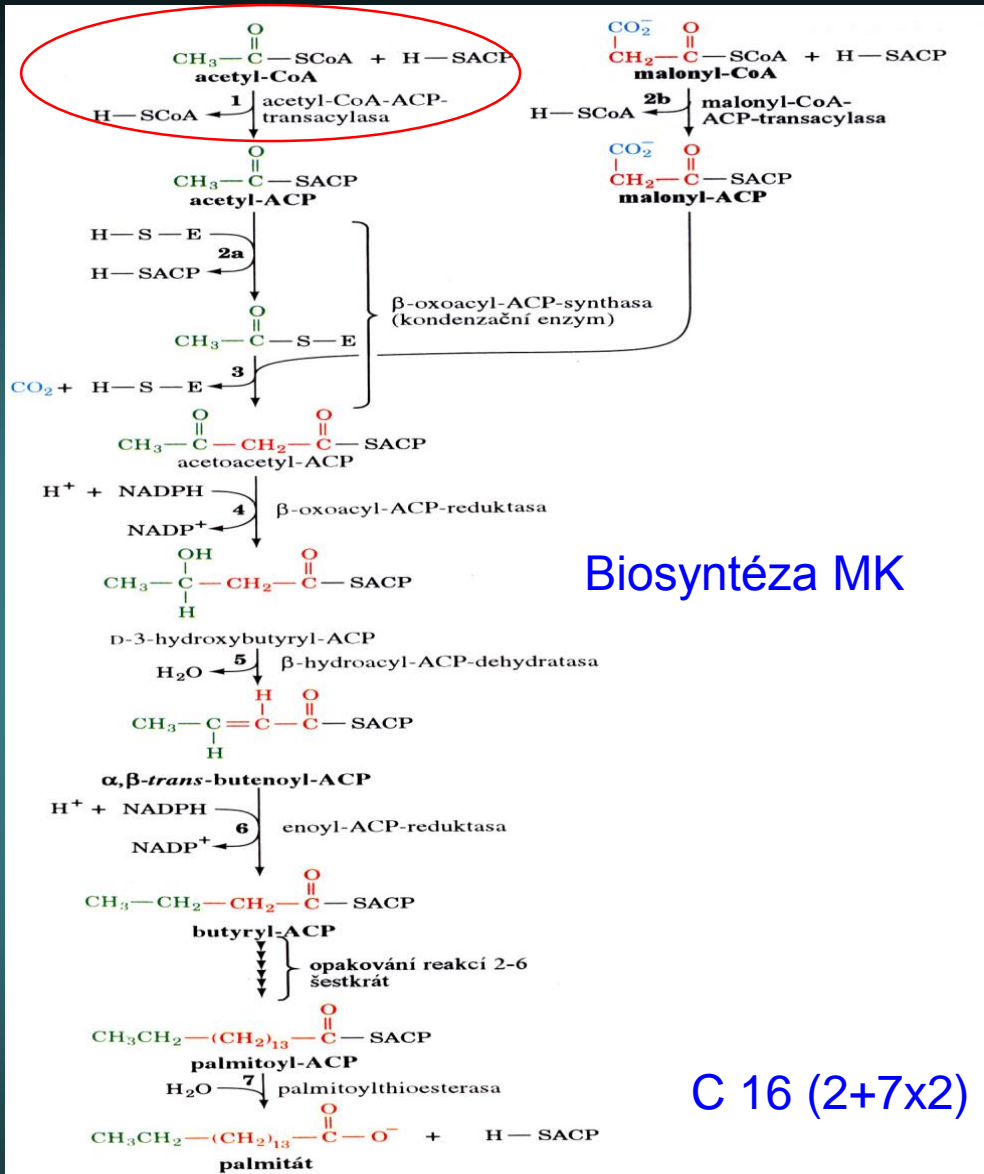 O
||
CH₃—C—SCoA + H—SACP
acetyl-CoA
1 acetyl-CoA-ACP-
transacylasa
H—SCoA
CO₂⁻ O
| ||
CH₂—C—SCoA + H—SACP
malonyl-CoA
2b malonyl-CoA-
ACP-transacylasa
H—SCoA
O
||
CH₃—C—SACP
acetyl-ACP
CO₂⁻ O
| ||
CH₂—C—SACP
malonyl-ACP
H—S—E
2a
H—SACP
β-oxoacyl-ACP-synthasa
(kondenzační enzym)
O
||
CH₃—C—S—E
3
CO₂ + H—S—E
O O
|| ||
CH₃—C—CH₂—C—SACP
acetoacetyl-ACP
H⁺ + NADPH
4 β-oxoacyl-ACP-reduktasa
NADP⁺
OH O
| ||
CH₃—C—CH₂—C—SACP
|
H
Biosyntéza MK
D-3-hydroxybutyryl-ACP
5 β-hydroacyl-ACP-dehydratasa
H₂O
H O
| ||
CH₃—C=C—C—SACP
|
H
α,β-trans-butenoyl-ACP
H⁺ + NADPH
6 enoyl-ACP-reduktasa
NADP⁺
O
||
CH₃—CH₂—CH₂—C—SACP
butyryl-ACP
opakování reakcí 2-6
šestkrát
O
||
CH₃CH₂—(CH₂)₁₃—C—SACP
palmitoyl-ACP
7
H₂O palmitoylthioesterasa
C 16 (2+7x2)
O
||
CH₃CH₂—(CH₂)₁₃—C—O⁻ + H—SACP
palmitát